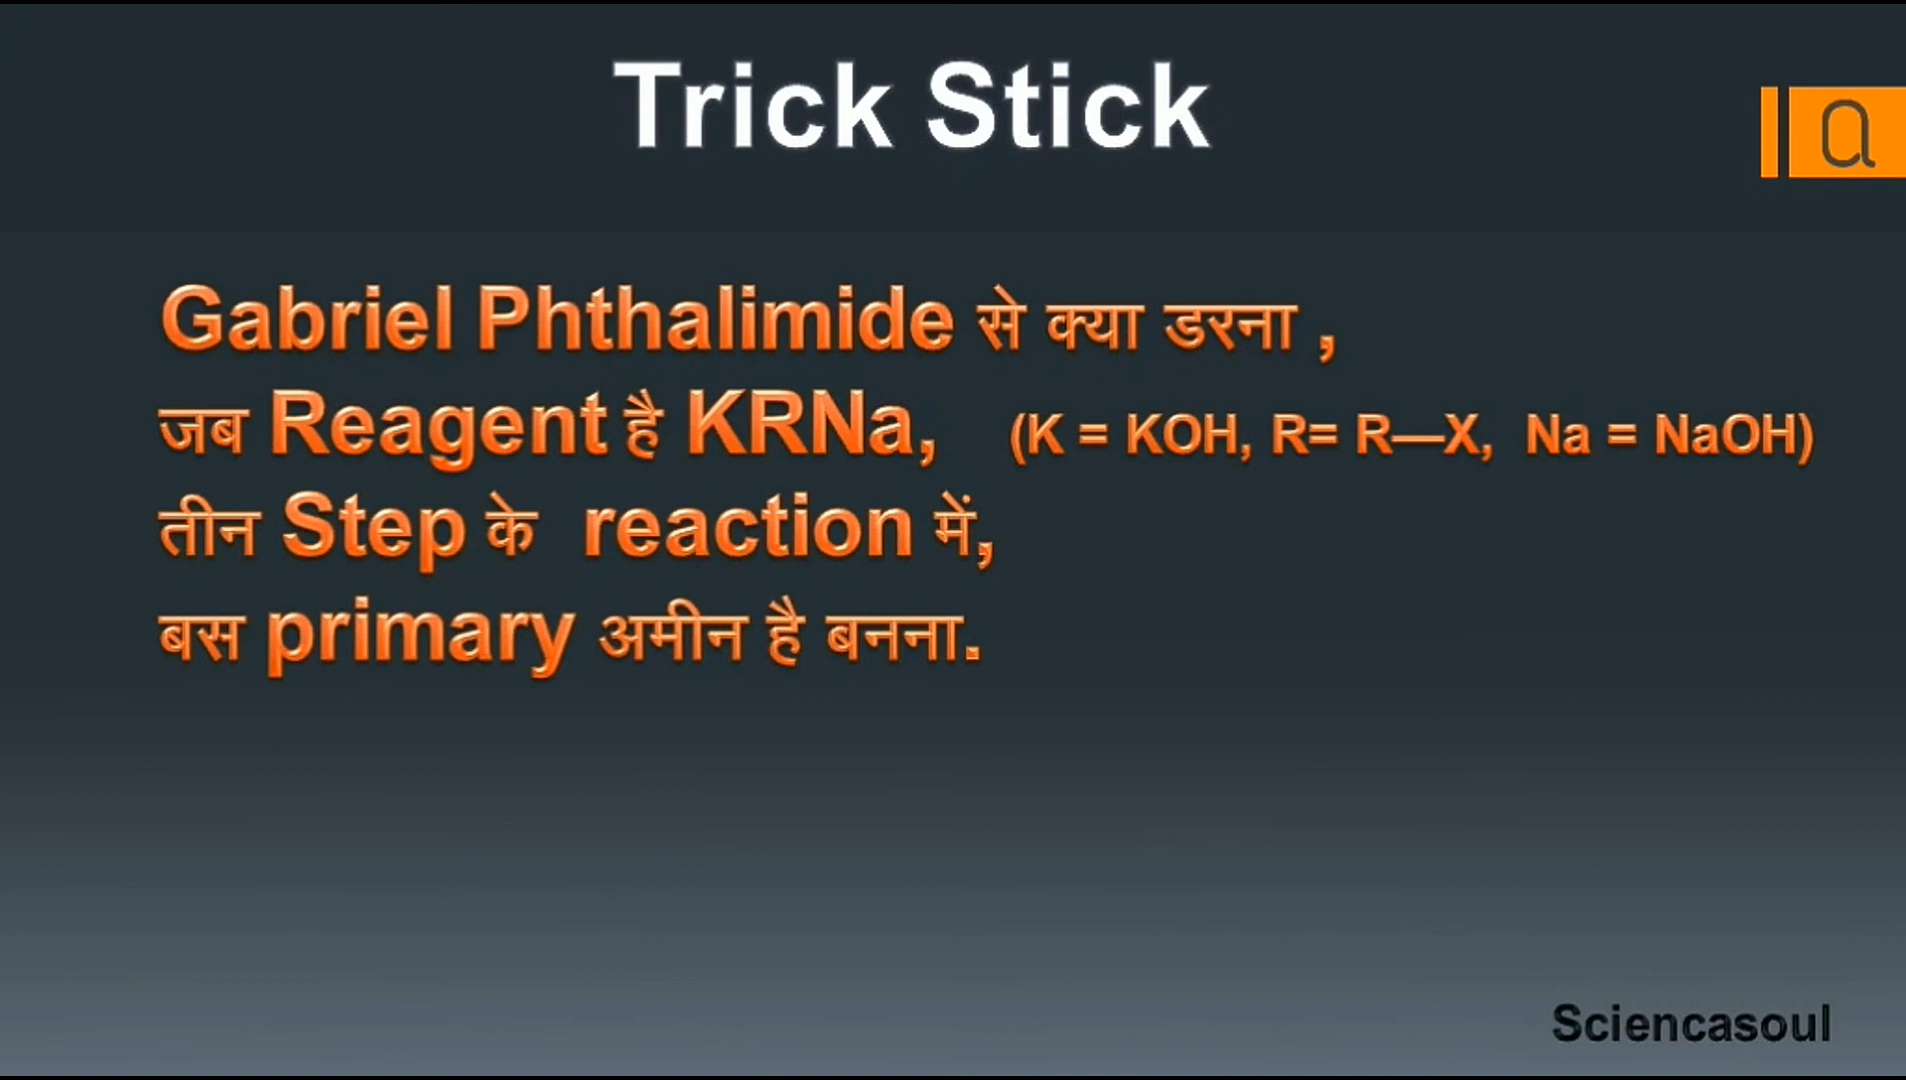 Trick Stick
a
Gabriel Phthalimide से क्या डरना ,
जब Reagent है KRNa, (K = KOH, R= R—X, Na = NaOH)
तीन Step के reaction में,
बस primary अमीन है बनना.
Sciencasoul